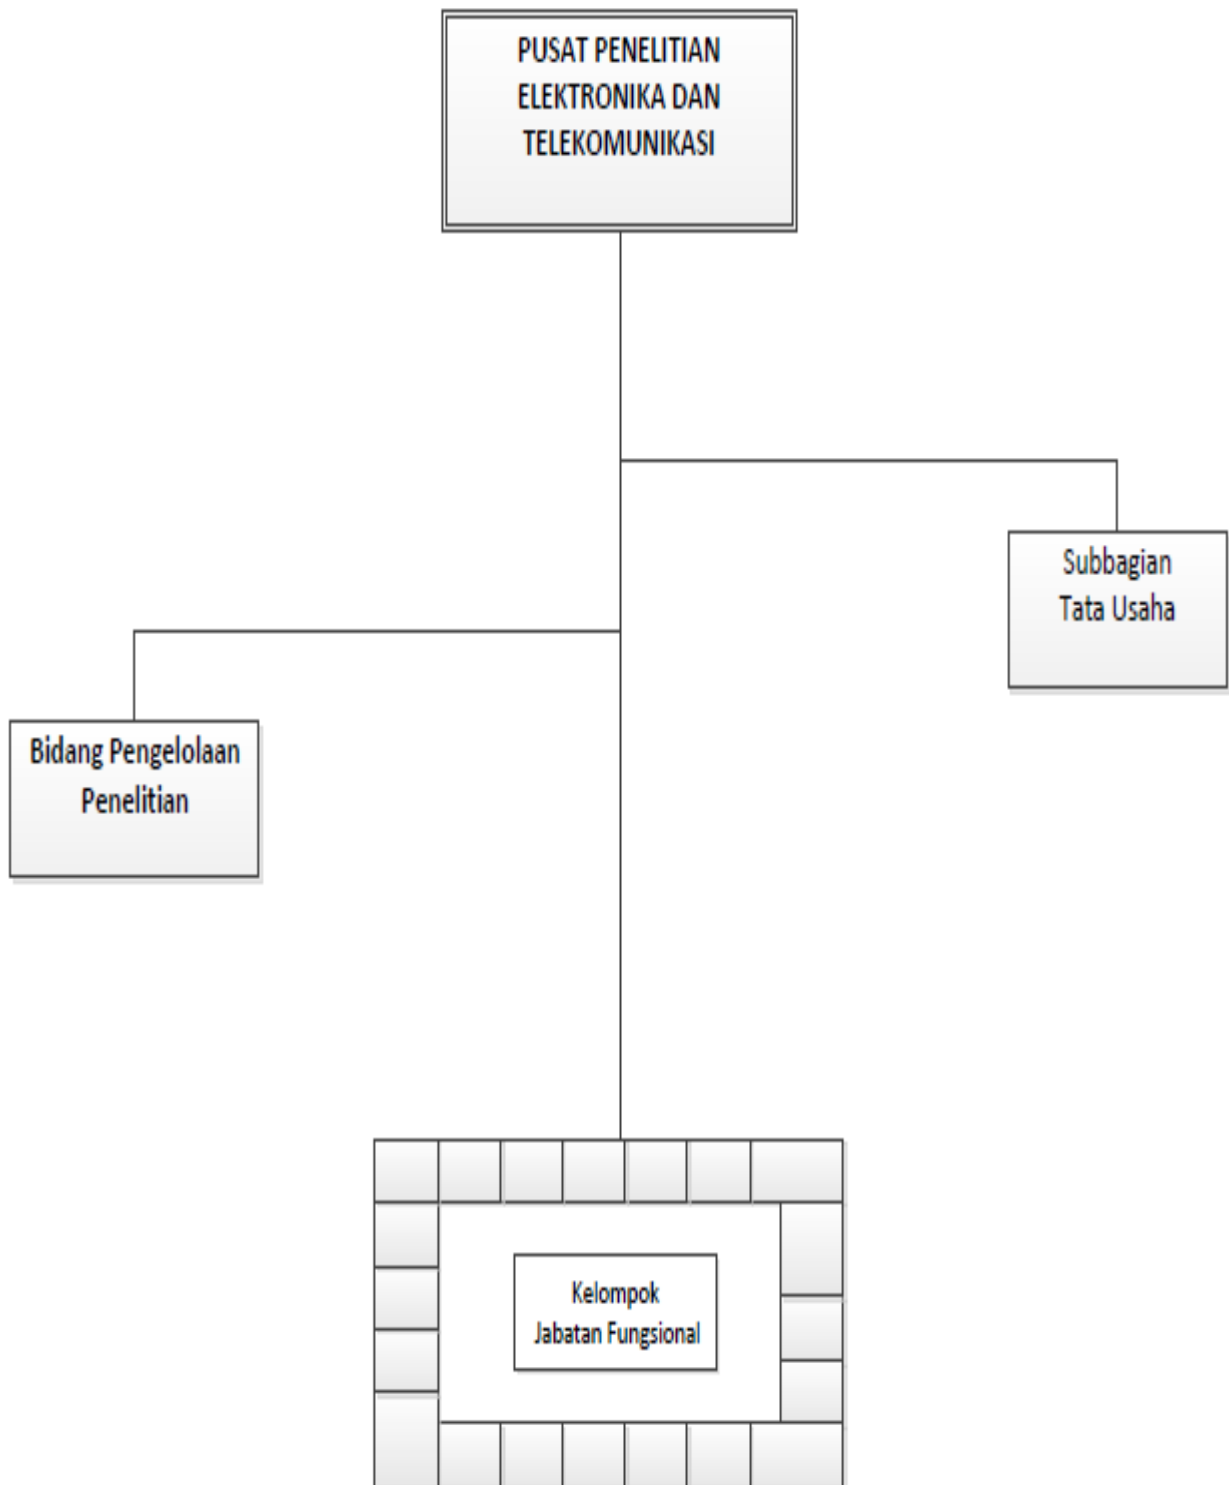 PUSAT PENELITIAN
ELEKTRONIKA DAN
TELEKOMUNIKASI
Subbagian
Tata Usaha
Bidang Pengelolaan
Penelitian
Kelompok
Jabatan Fungsional